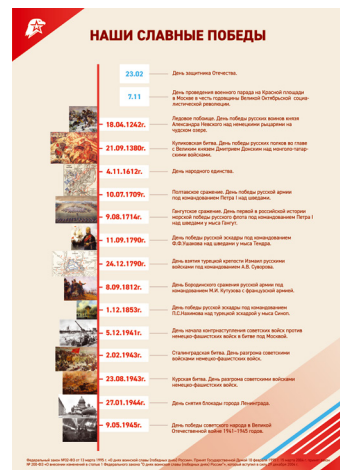 НАШИ СЛАВНЫЕ ПОБЕДЫ
23.02
День защитника Отечества.
7.11
День проведения военного парада на Красной площади
в Москве в честь годовщины Великой Октябрьской социа-
листической революции.
18.04.1242г.
Ледовое побоище. День победы русских воинов князя
Александра Невского над немецкими рыцарями на
чудском озере.
21.09.1380г.
Куликовская битва. День победы русских полков во главе
с Великим князем Дмитрием Донским над монголо-татар-
скими войсками.
4.11.1612г.
День народного единства.
10.07.1709г.
Полтавское сражение. День победы русской армии
под командованием Петра I над шведами.
9.08.1714г.
Гангутское сражение. День первой в российской истории
морской победы русского флота под командованием Петра I
над шведами у мыса Гангут.
11.09.1790г.
День победы русской эскадры под командованием
Ф.Ф.Ушакова над шведами у мыса Тендра.
24.12.1790г.
День взятия турецкой крепости Измаил русскими
войсками под командованием А.В. Суворова.
8.09.1812г.
День Бородинского сражения русской армии под
командованием М.И. Кутузова с французской армией.
1.12.1853г.
День победы русской эскадры под командованием
П.С.Нахимова над турецкой эскадрой у мыса Синоп.
5.12.1941г.
День начала контрнаступления советских войск против
немецко-фашистских войск в битве под Москвой.
2.02.1943г.
Сталинградская битва. День разгрома советскими
войсками немецко-фашистских войск.
23.08.1943г.
Курская битва. День разгрома советскими войсками
немецко-фашистских войск.
27.01.1944г.
День снятия блокады города Ленинграда.
9.05.1945г.
День победы советского народа в Великой
Отечественной войне 1941-1945 годов.